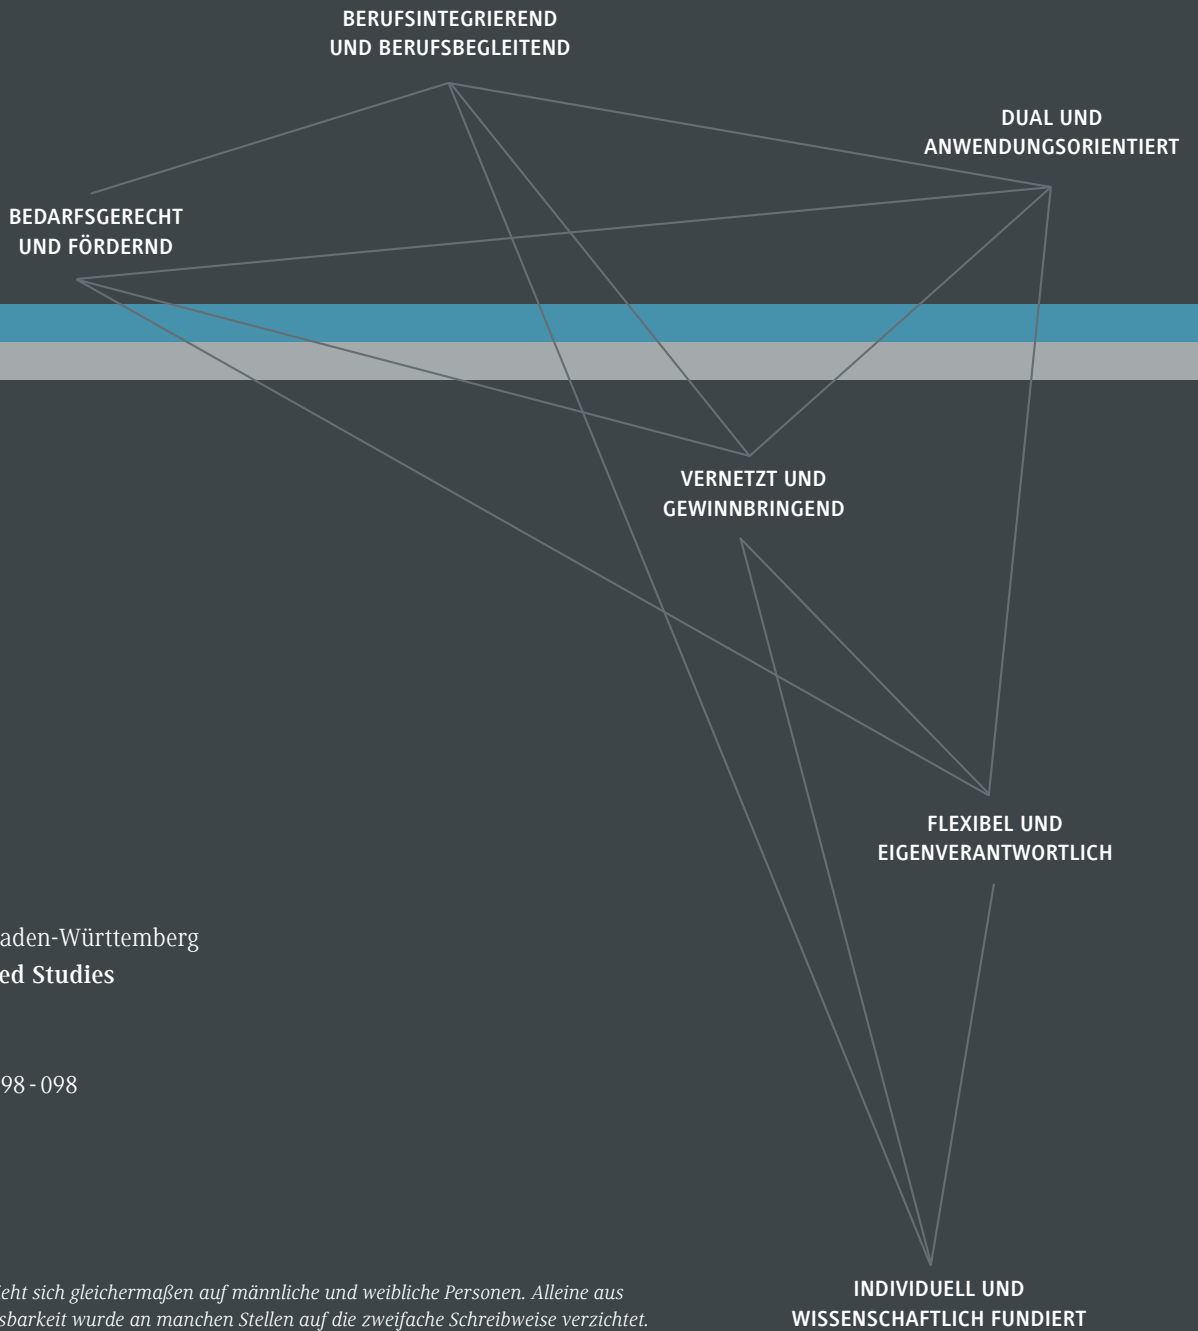 BERUFSINTEGRIEREND
UND BERUFSBEGLEITEND
DUAL UND
ANWENDUNGSORIENTIERT
BEDARFSGERECHT
UND FÖRDERND
VERNETZT UND
GEWINNBRINGEND
FLEXIBEL UND
EIGENVERANTWORTLICH
aden-Württemberg
ed Studies
98 - 098
ieht sich gleichermaßen auf männliche und weibliche Personen. Alleine aus
sbarkeit wurde an manchen Stellen auf die zweifache Schreibweise verzichtet.
INDIVIDUELL UND
WISSENSCHAFTLICH FUNDIERT